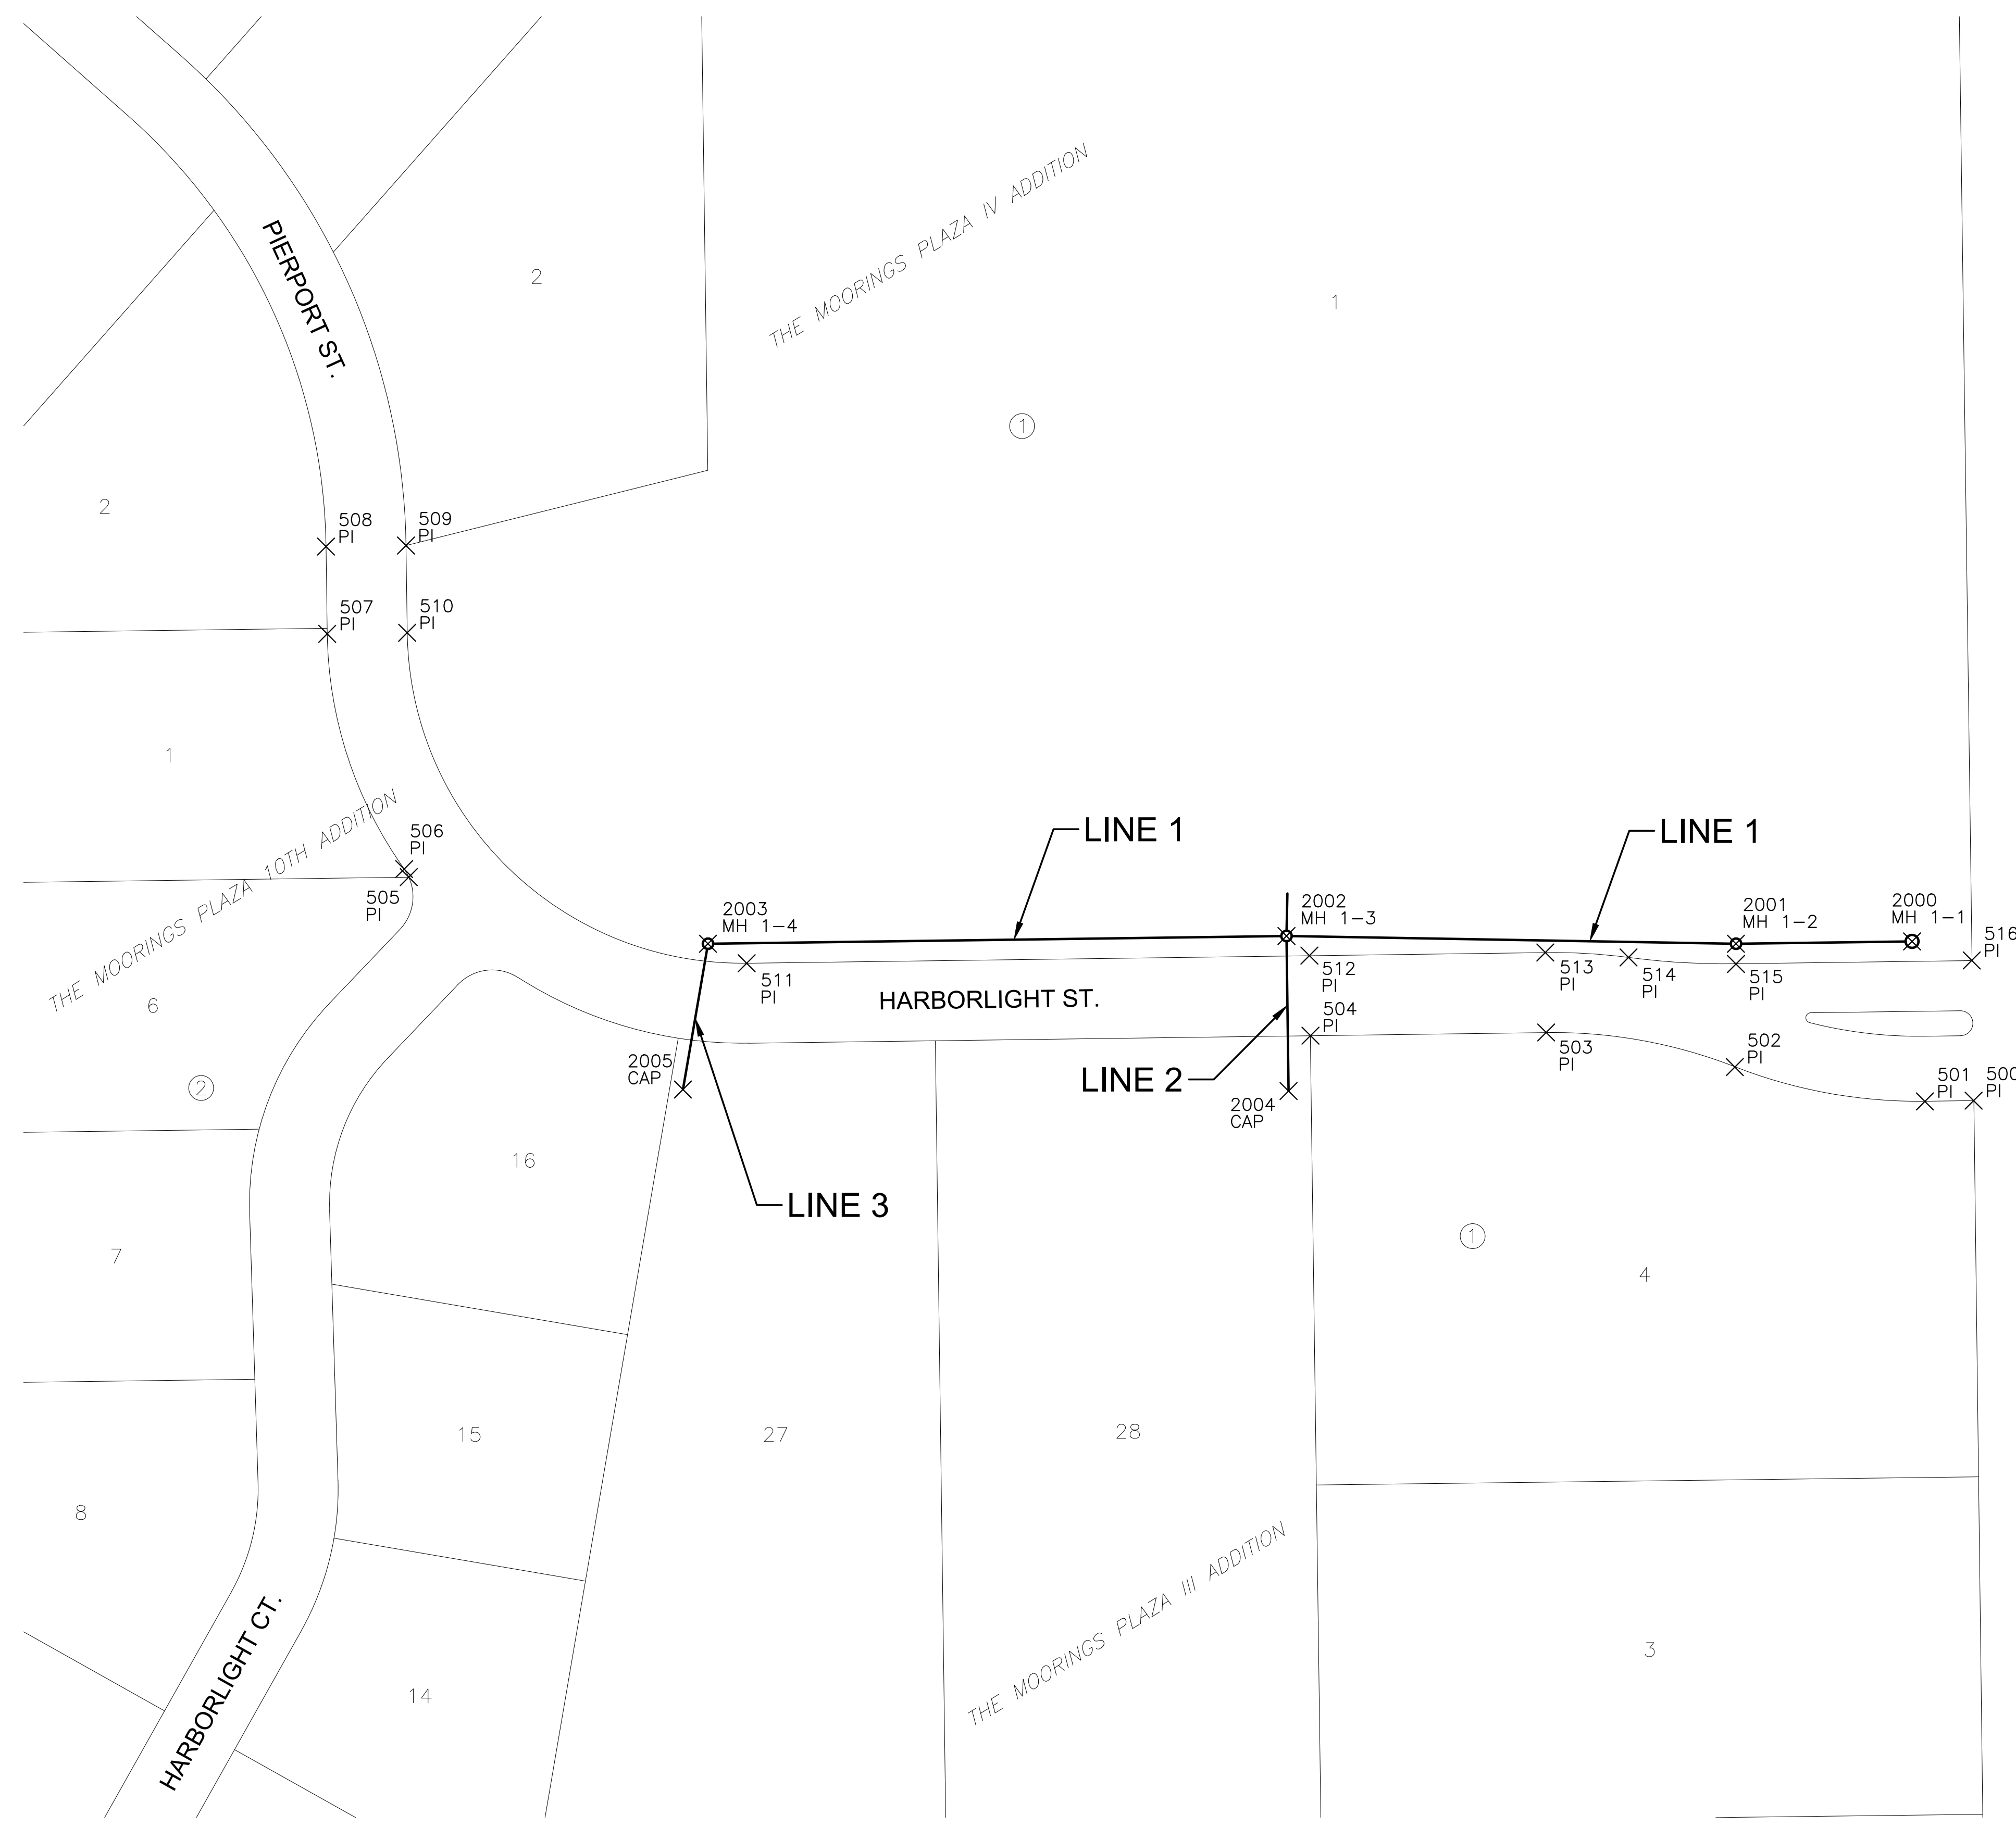 PIERPORT ST.
2
THE MOORINGS PLAZA IV ADDITION
1
1
2
508
PI
509
PI
507
PI
510
PI
1
THE MOORINGS PLAZA 10TH ADDITION
506
PI
505
PI
LINE 1
LINE 1
2003
MH 1-4
2002
MH 1-3
2001
MH 1-2
2000
MH 1-1
516
PI
511
PI
512
PI
513
PI
514
PI
515
PI
HARBORLIGHT ST.
6
504
PI
503
PI
502
PI
501
PI
500
PI
2005
CAP
LINE 2
2004
CAP
2
16
LINE 3
1
4
7
15
27
28
8
THE MOORINGS PLAZA III ADDITION
3
14
HARBORLIGHT CT.